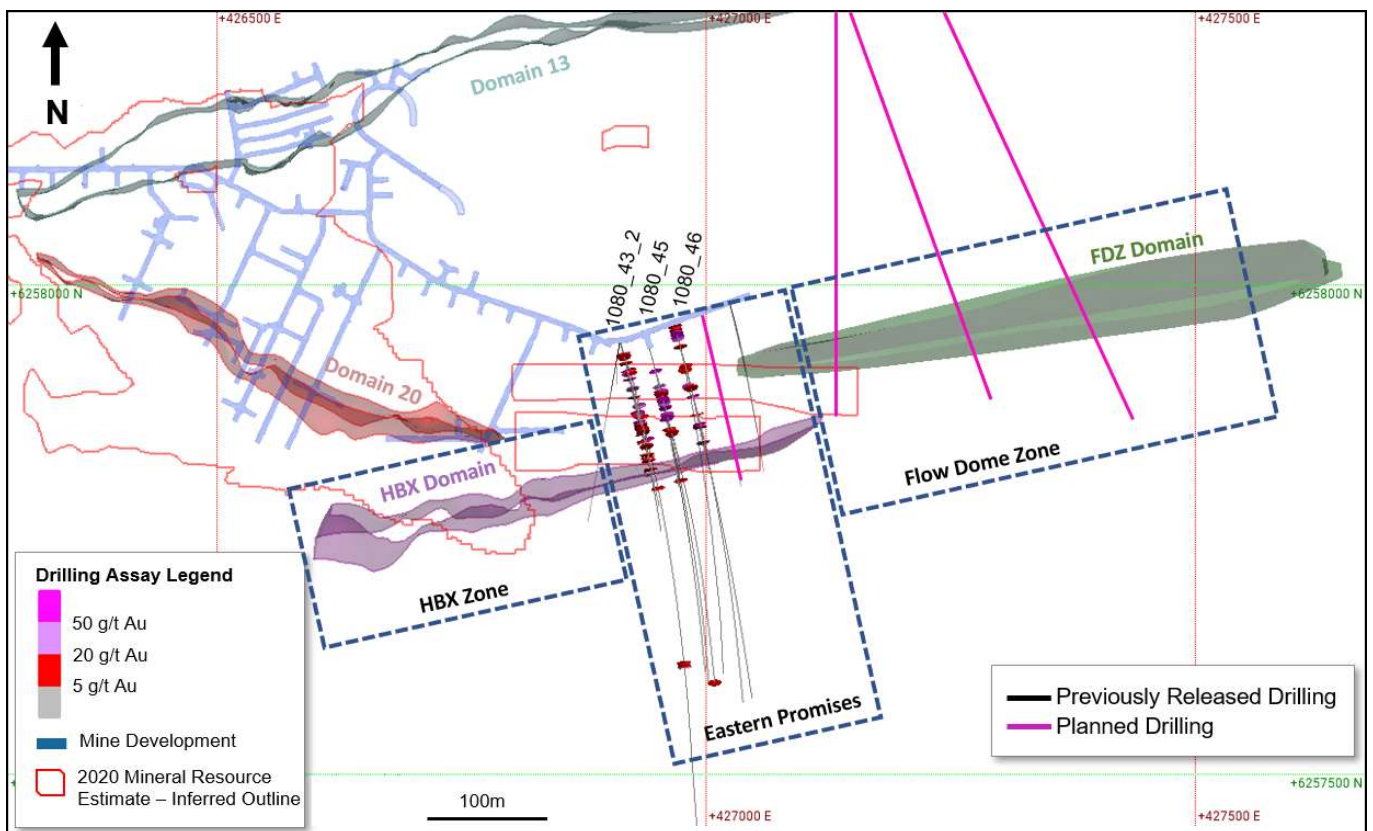 +426500 E
+427000 E
+427500 E
N
Domain 13
1080_43_2
1080_45
1080_46
FDZ Domain
+6258000 N
+6258000 N
Domain 20
HBX Domain
Flow Dome Zone
HBX Zone
Eastern Promises
Drilling Assay Legend
50 g/t Au
20 g/t Au
5 g/t Au
Mine Development
2020 Mineral Resource
Estimate – Inferred Outline
100m
Previously Released Drilling
Planned Drilling
+6257500 N
+427000 E
+427500 E